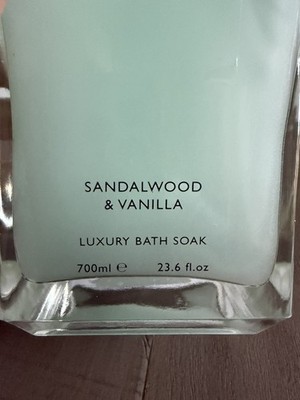 SANDALWOOD
& VANILLA
LUXURY BATH SOAK
700ml ℮ 23.6 fl.oz